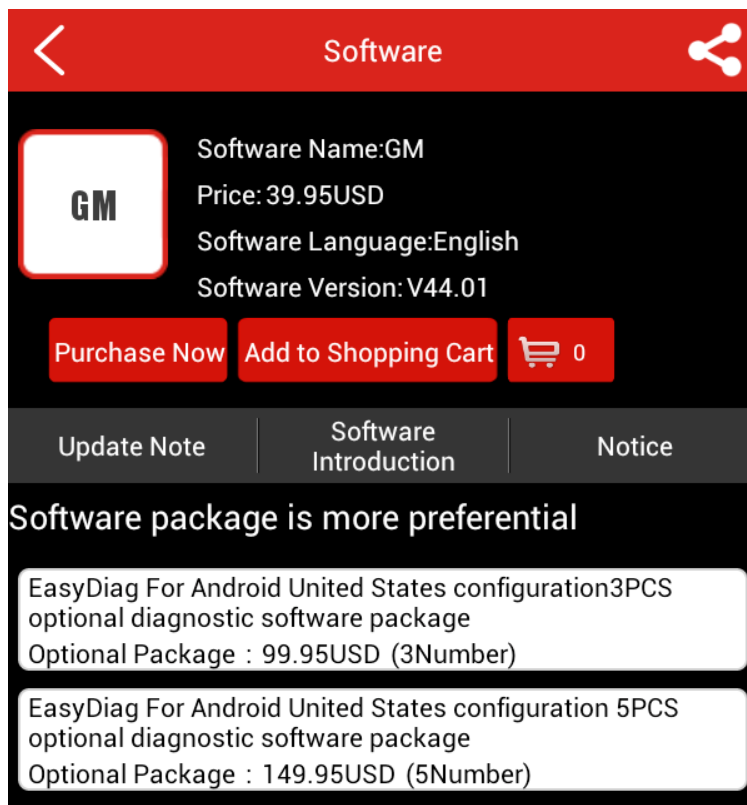 Software
GM
Software Name:GM
Price: 39.95USD
Software Language:English
Software Version: V44.01
Purchase Now
Add to Shopping Cart
0
Update Note
Software
Introduction
Notice
Software package is more preferential
EasyDiag For Android United States configuration3PCS
optional diagnostic software package
Optional Package : 99.95USD (3Number)
EasyDiag For Android United States configuration 5PCS
optional diagnostic software package
Optional Package : 149.95USD (5Number)